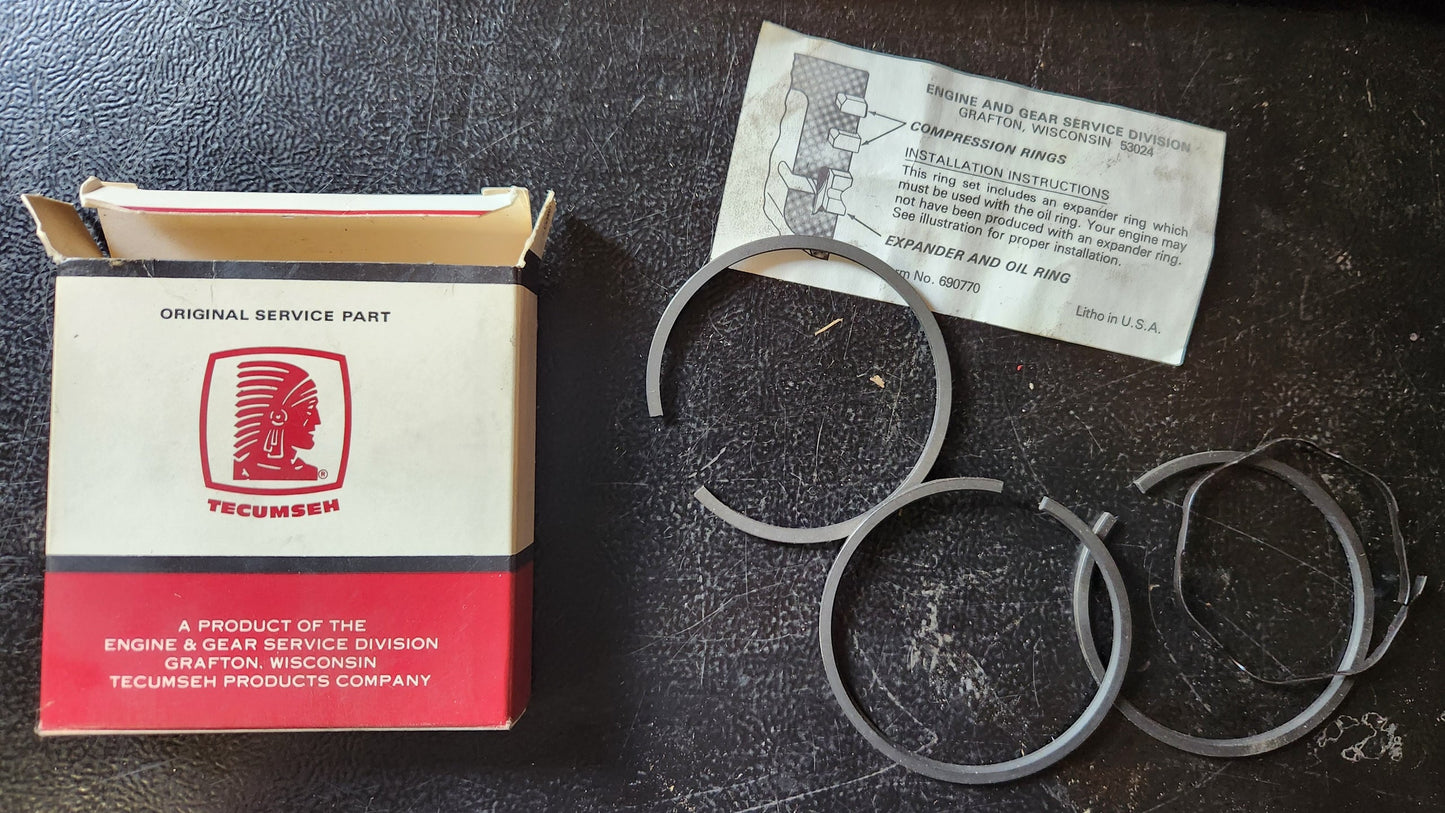 ORIGINAL SERVICE PART
®
TECUMSEH
A PRODUCT OF THE
ENGINE & GEAR SERVICE DIVISION
GRAFTON, WISCONSIN
TECUMSEH PRODUCTS COMPANY
ENGINE AND GEAR SERVICE DIVISION
GRAFTON, WISCONSIN 53024
COMPRESSION RINGS
INSTALLATION INSTRUCTIONS
This ring set includes an expander ring which
must be used with the oil ring. Your engine may
not have been produced with an expander ring.
See illustration for proper installation.
EXPANDER AND OIL RING
No. 690770
Litho in U.S.A.